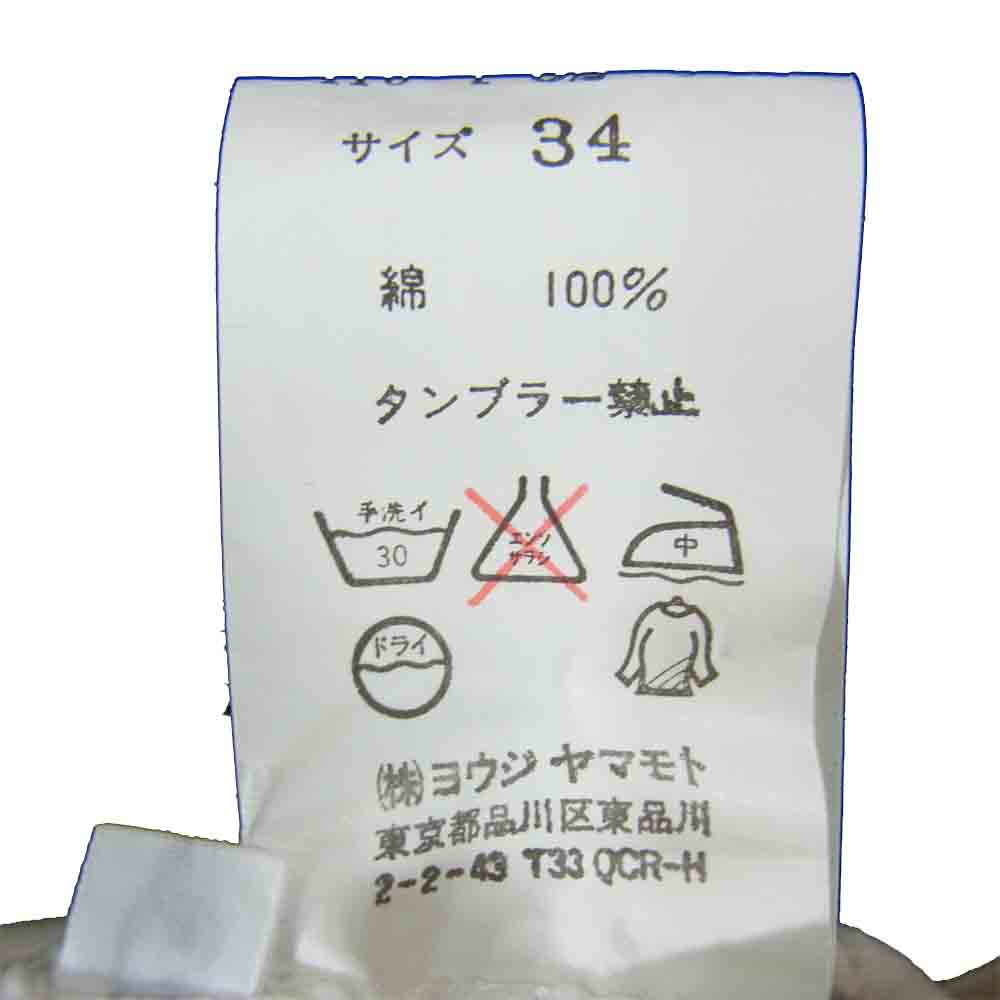 サイズ 34
綿 100%
タンブラー禁止
手洗イ
30
エンソ
サラシ
中
ドライ
㈱ヨウジ ヤマモト
東京都品川区東品川
2-2-43 T33 QCR-H